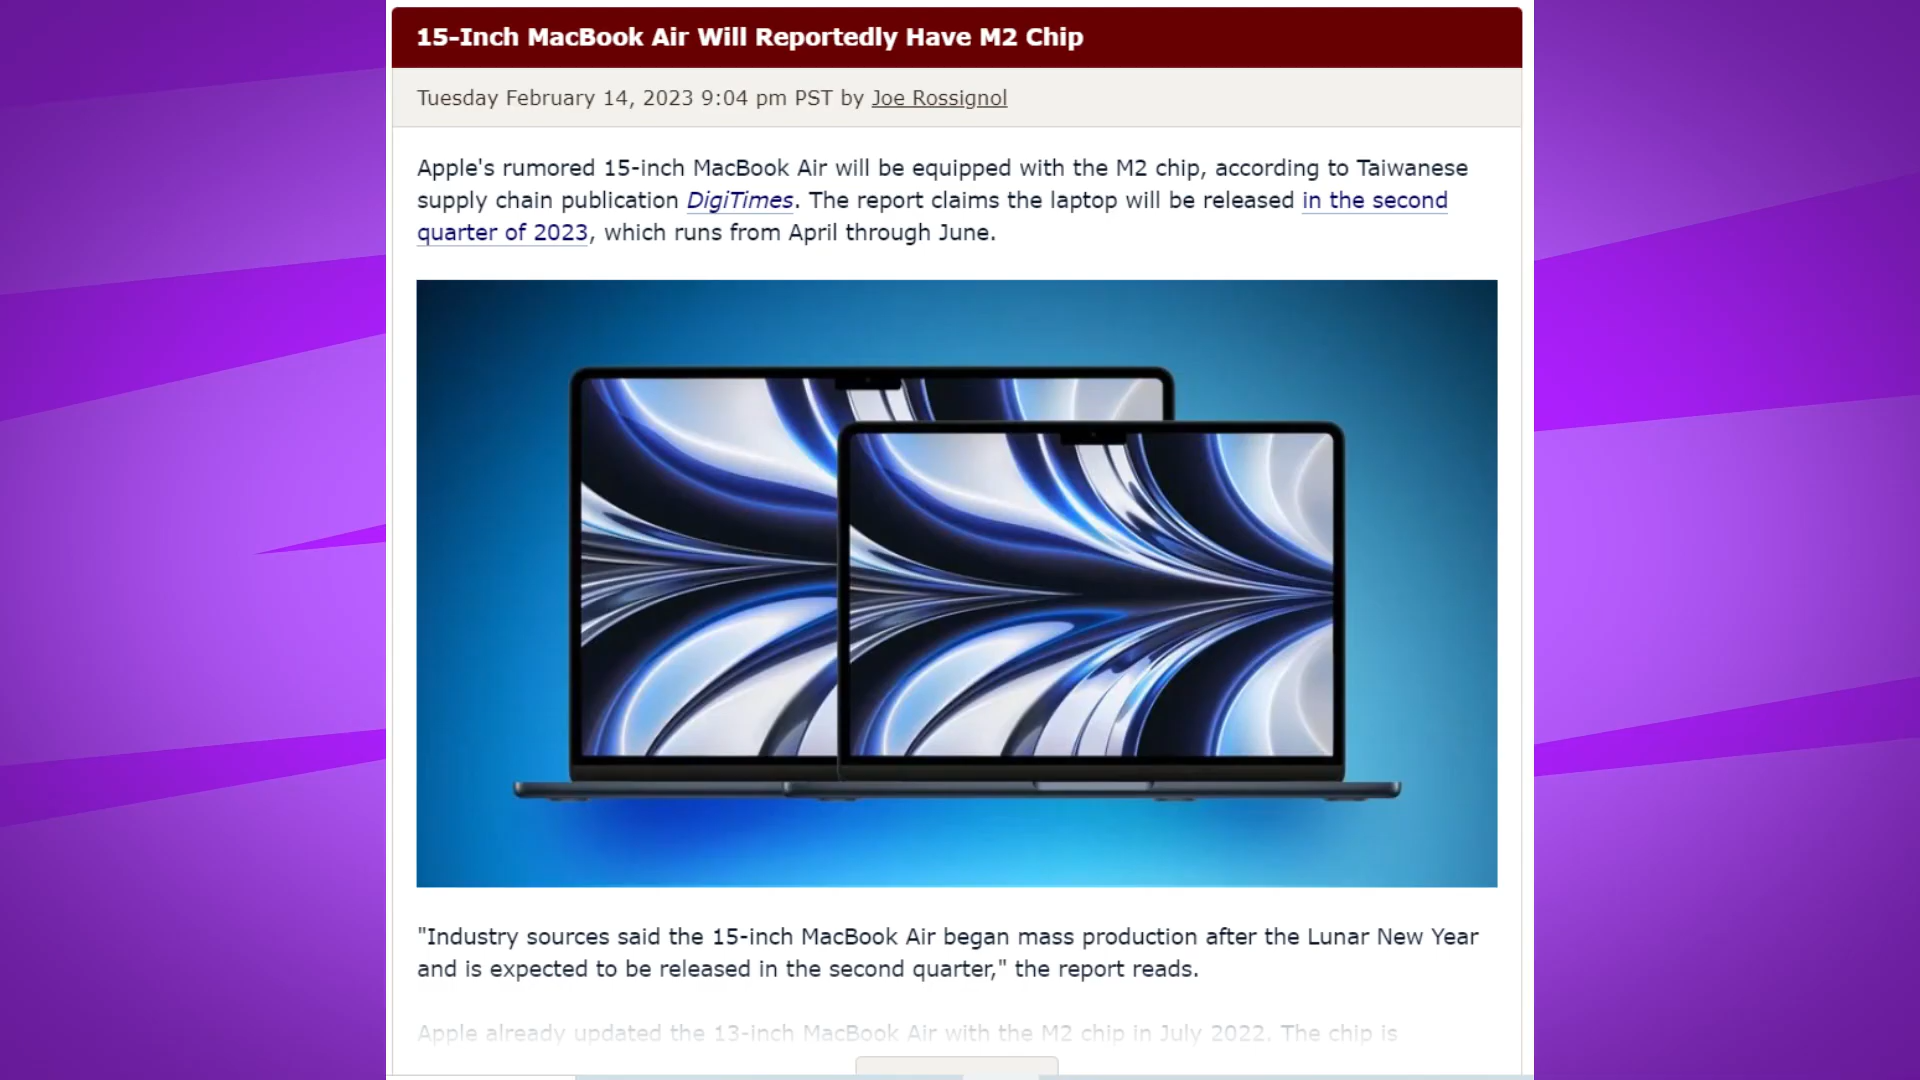 15-Inch MacBook Air Will Reportedly Have M2 Chip
Tuesday February 14, 2023 9:04 pm PST by Joe Rossignol
Apple's rumored 15-inch MacBook Air will be equipped with the M2 chip, according to Taiwanese
supply chain publication DigiTimes. The report claims the laptop will be released in the second
quarter of 2023, which runs from April through June.
"Industry sources said the 15-inch MacBook Air began mass production after the Lunar New Year
and is expected to be released in the second quarter," the report reads.
Apple already updated the 13-inch MacBook Air with the M2 chip in July 2022. The chip is